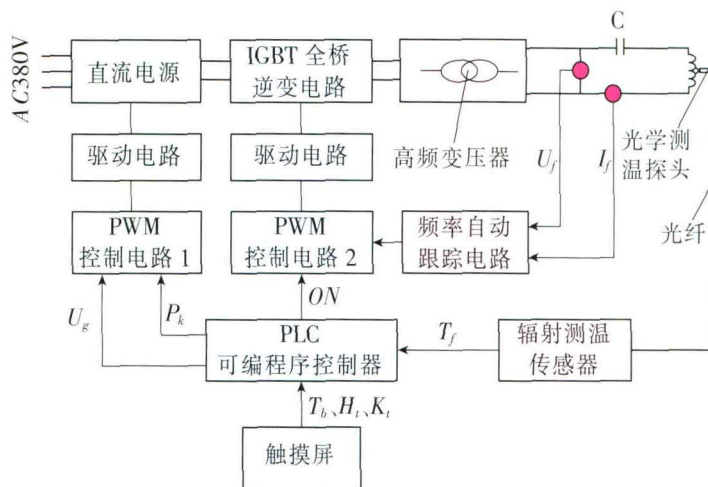 AC380V
直流电源
IGBT 全桥
逆变电路
C
高频变压器
U_f
I_f
光学测
温探头
光纤
驱动电路
驱动电路
PWM
控制电路 1
PWM
控制电路 2
频率自动
跟踪电路
U_g
P_k
ON
PLC
可编程序控制器
T_f
辐射测温
传感器
T_b、H_t、K_t
触摸屏